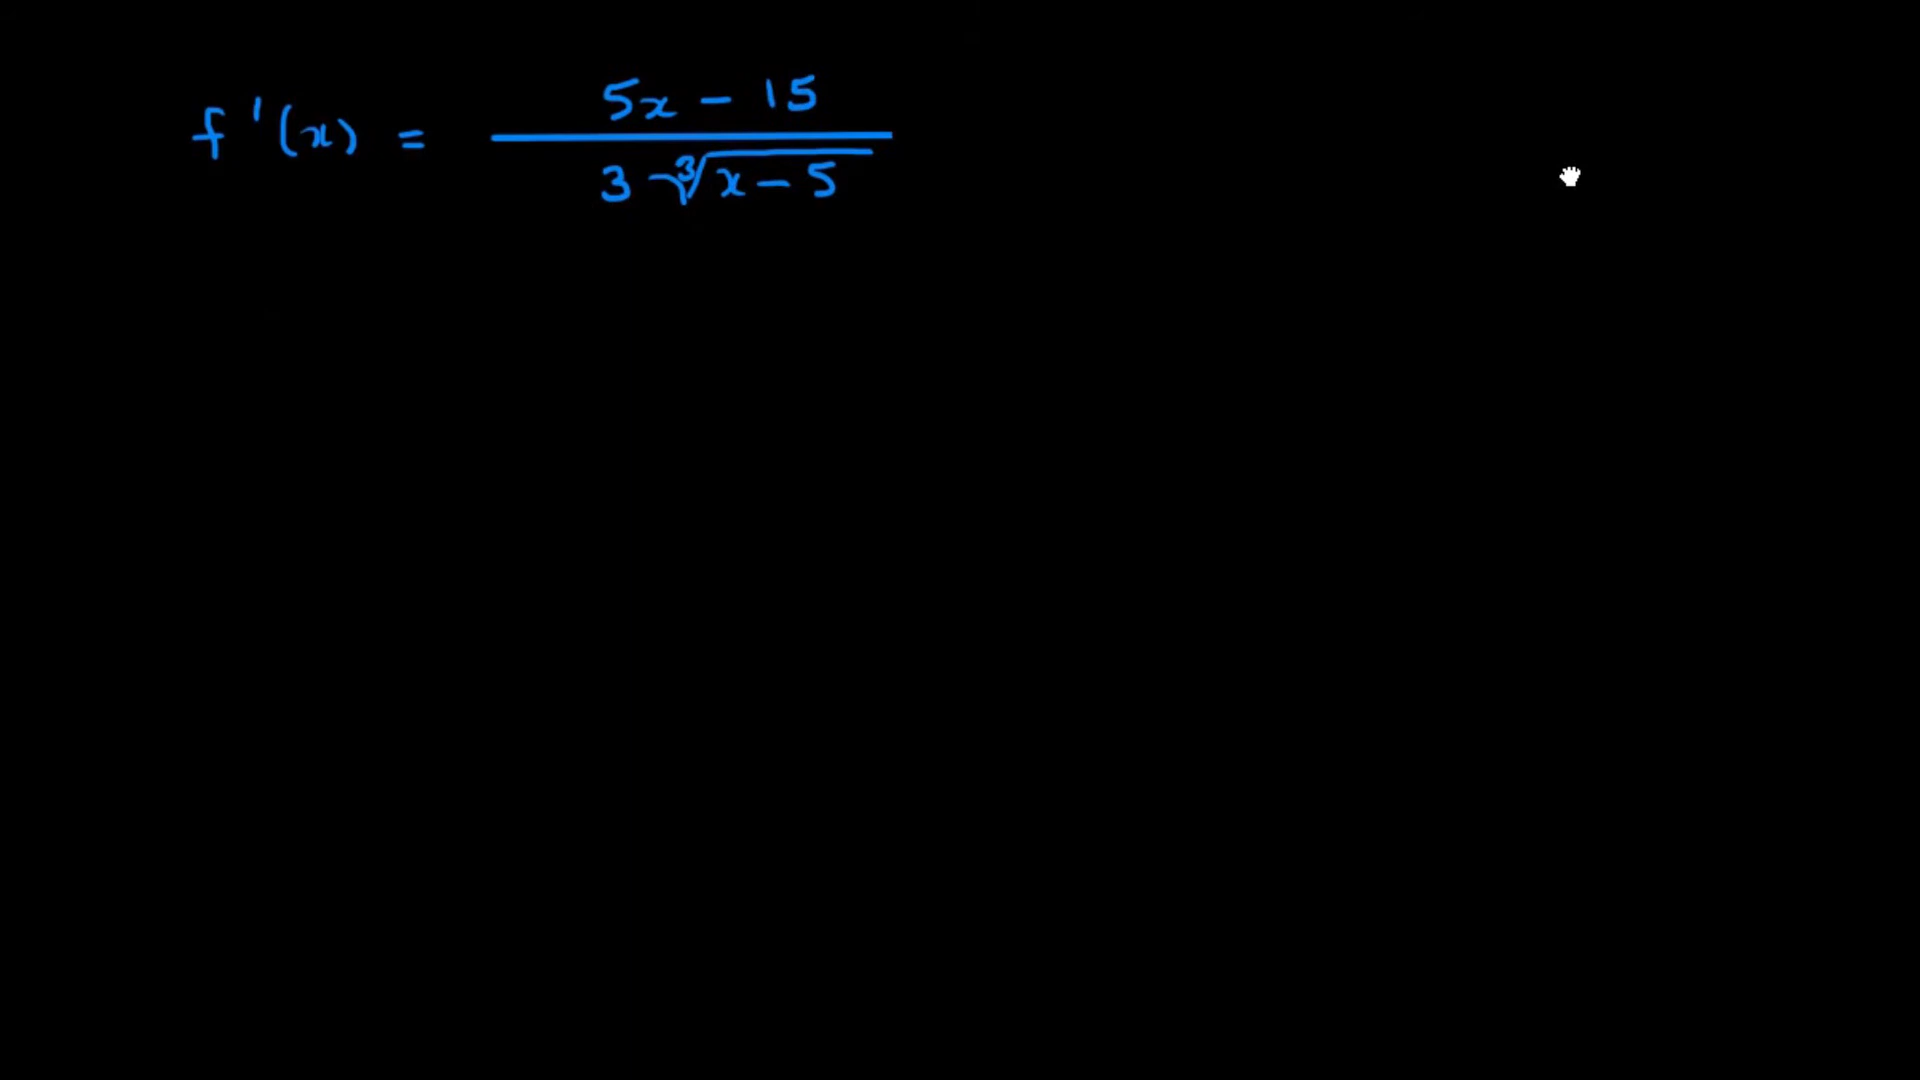 f'(x) = (5x - 15) / (3 ∛(x - 5))